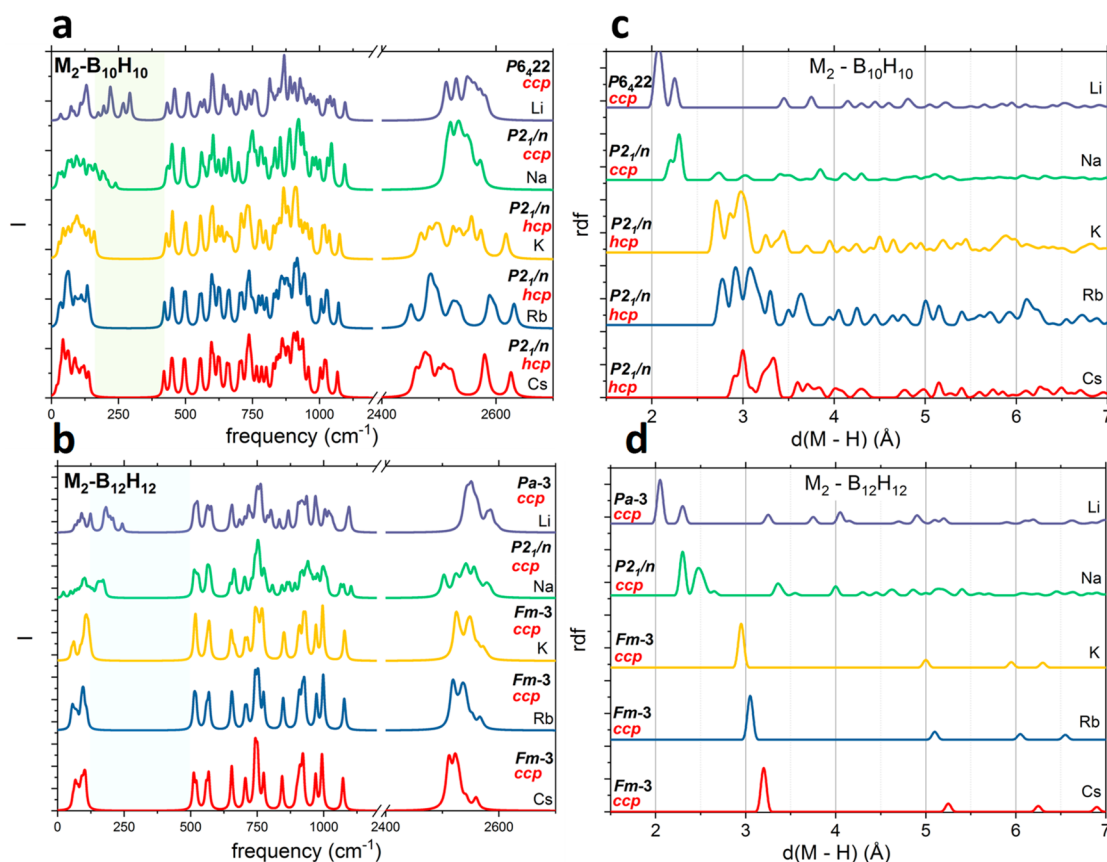 a
M₂-B₁₀H₁₀
P6₄22
ccp
Li
P2₁/n
ccp
Na
P2₁/n
hcp
K
P2₁/n
hcp
Rb
P2₁/n
hcp
Cs
I
0 250 500 750 1000 2400 2600
frequency (cm⁻¹)
c
M₂ - B₁₀H₁₀
P6₄22
ccp
Li
P2₁/n
ccp
Na
P2₁/n
hcp
K
P2₁/n
hcp
Rb
P2₁/n
hcp
Cs
rdf
2 3 4 5 6 7
d(M - H) (Å)
b
M₂-B₁₂H₁₂
Pa-3
ccp
Li
P2₁/n
ccp
Na
Fm-3
ccp
K
Fm-3
ccp
Rb
Fm-3
ccp
Cs
I
0 250 500 750 1000 2400 2600
frequency (cm⁻¹)
d
M₂ - B₁₂H₁₂
Pa-3
ccp
Li
P2₁/n
ccp
Na
Fm-3
ccp
K
Fm-3
ccp
Rb
Fm-3
ccp
Cs
rdf
2 3 4 5 6 7
d(M - H) (Å)